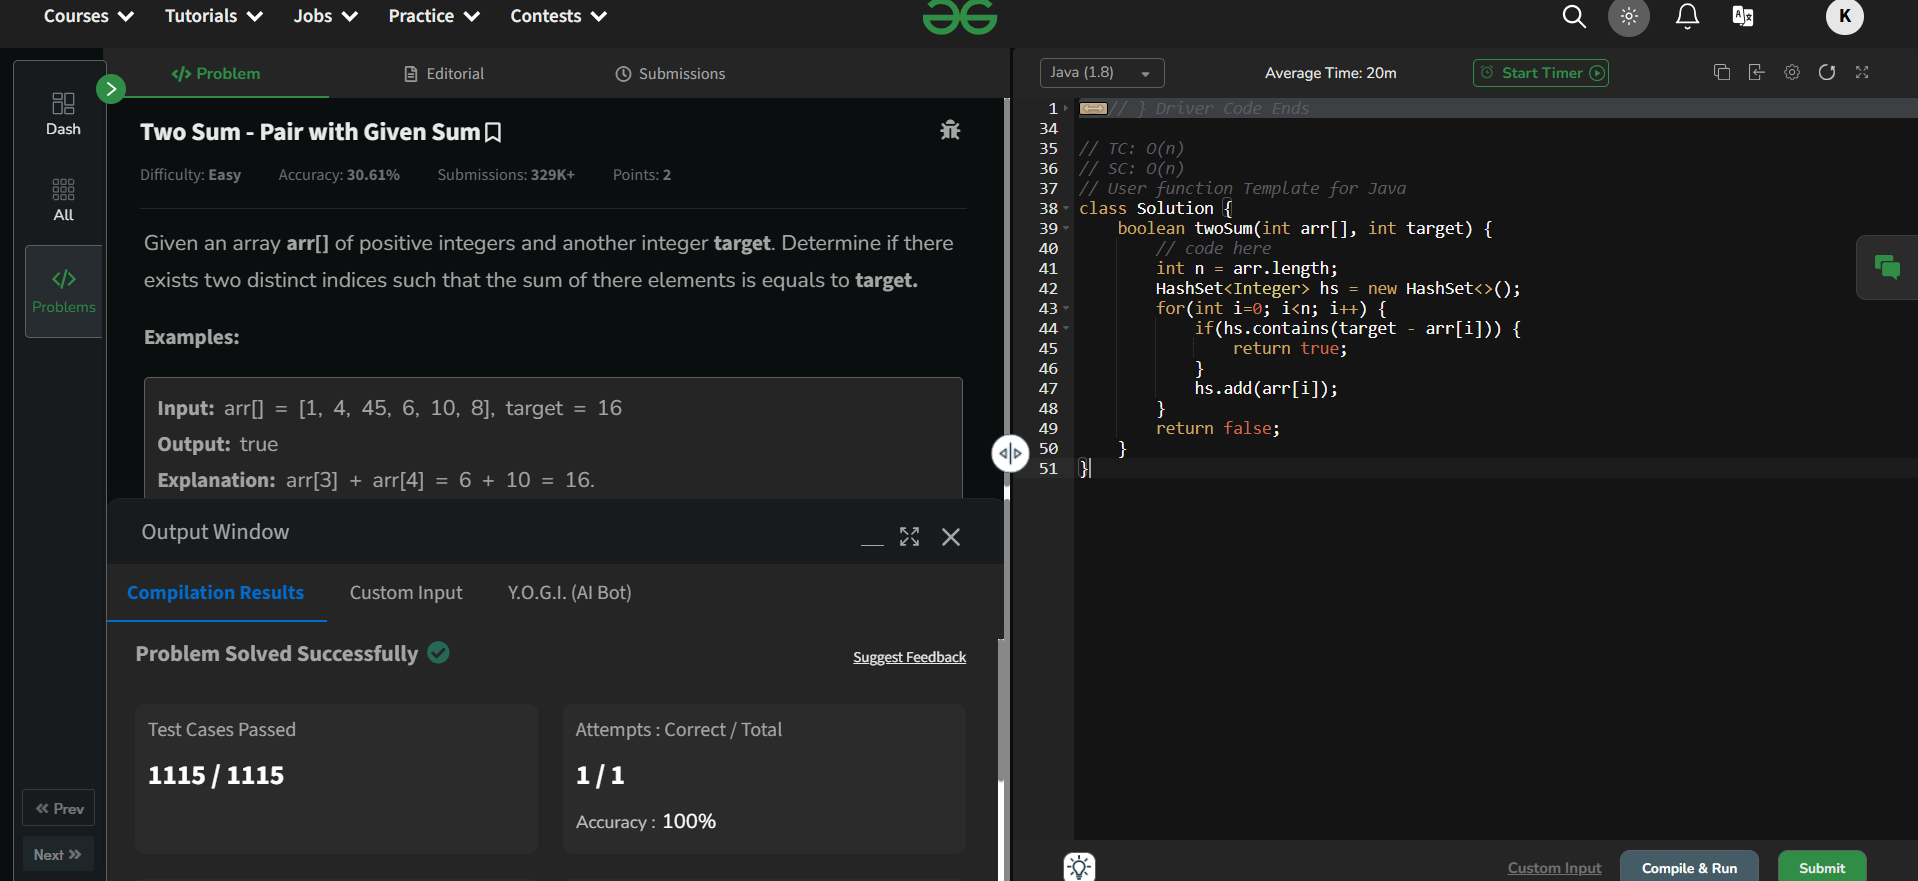 Courses Tutorials Jobs Practice Contests
K
Dash
All
Problems
Prev
Next
Problem Editorial Submissions
Two Sum - Pair with Given Sum
Difficulty: Easy Accuracy: 30.61% Submissions: 329K+ Points: 2
Given an array arr[] of positive integers and another integer target. Determine if there
exists two distinct indices such that the sum of there elements is equals to target.
Examples:
Input: arr[] = [1, 4, 45, 6, 10, 8], target = 16
Output: true
Explanation: arr[3] + arr[4] = 6 + 10 = 16.
Output Window
Compilation Results Custom Input Y.O.G.I. (AI Bot)
Problem Solved Successfully
Suggest Feedback
Test Cases Passed
1115 / 1115
Attempts : Correct / Total
1 / 1
Accuracy : 100%
Java (1.8) Average Time: 20m Start Timer
1 // } Driver Code Ends
34
35 // TC: O(n)
36 // SC: O(n)
37 // User function Template for Java
38 class Solution {
39 boolean twoSum(int arr[], int target) {
40 // code here
41 int n = arr.length;
42 HashSet<Integer> hs = new HashSet<>();
43 for(int i=0; i<n; i++) {
44 if(hs.contains(target - arr[i])) {
45 return true;
46 }
47 hs.add(arr[i]);
48 }
49 return false;
50 }
51 }
Custom Input Compile & Run Submit